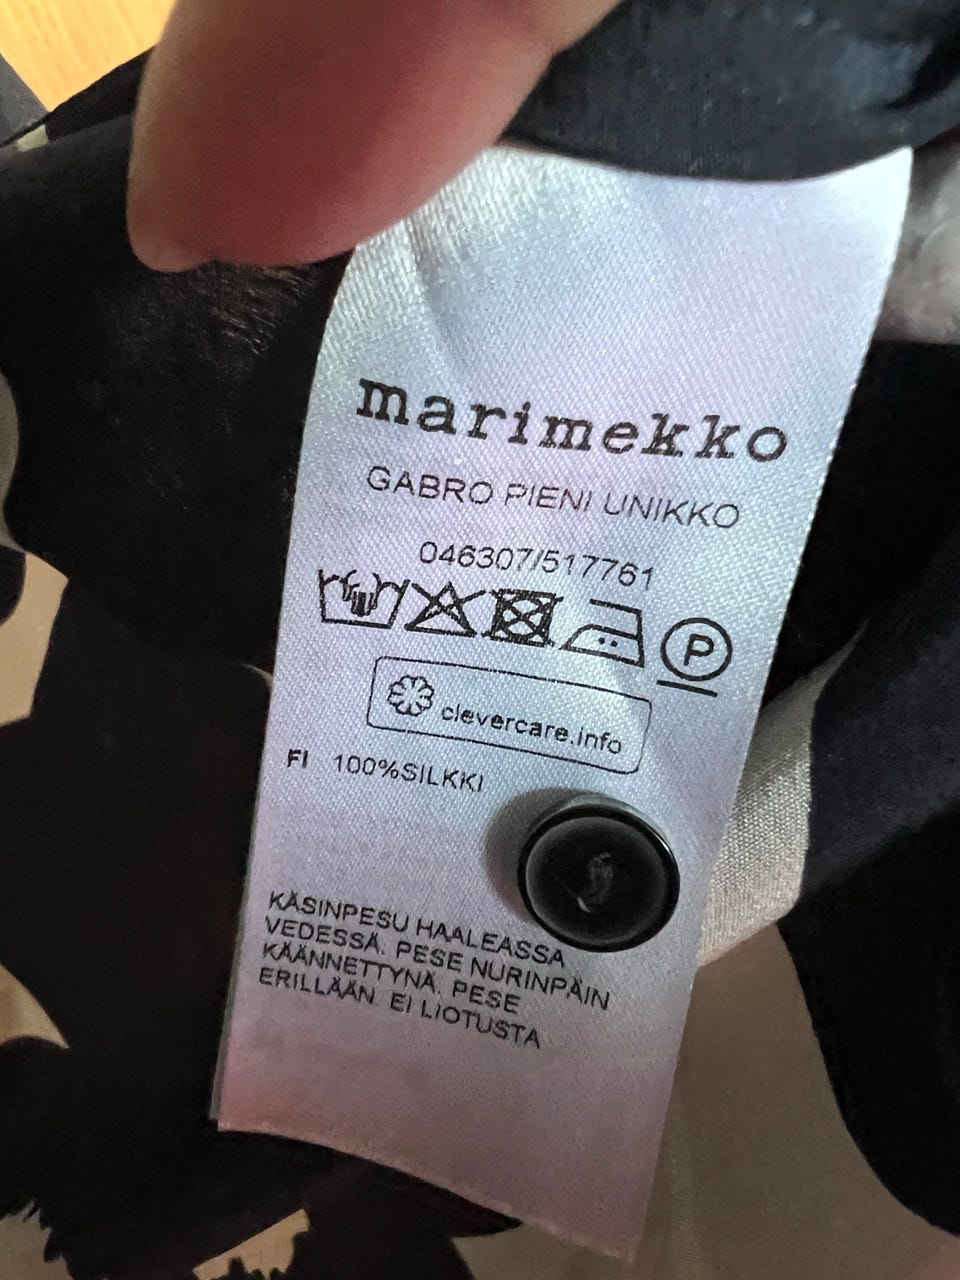 marimekko
GABRO PIENI UNIKKO
046307/517761
P
clevercare.info
FI 100%SILKKI
KÄSINPESU HAALEASSA
VEDESSÄ. PESE NURINPÄIN
KÄÄNNETTYNÄ. PESE
ERILLÄÄN. EI LIOTUSTA